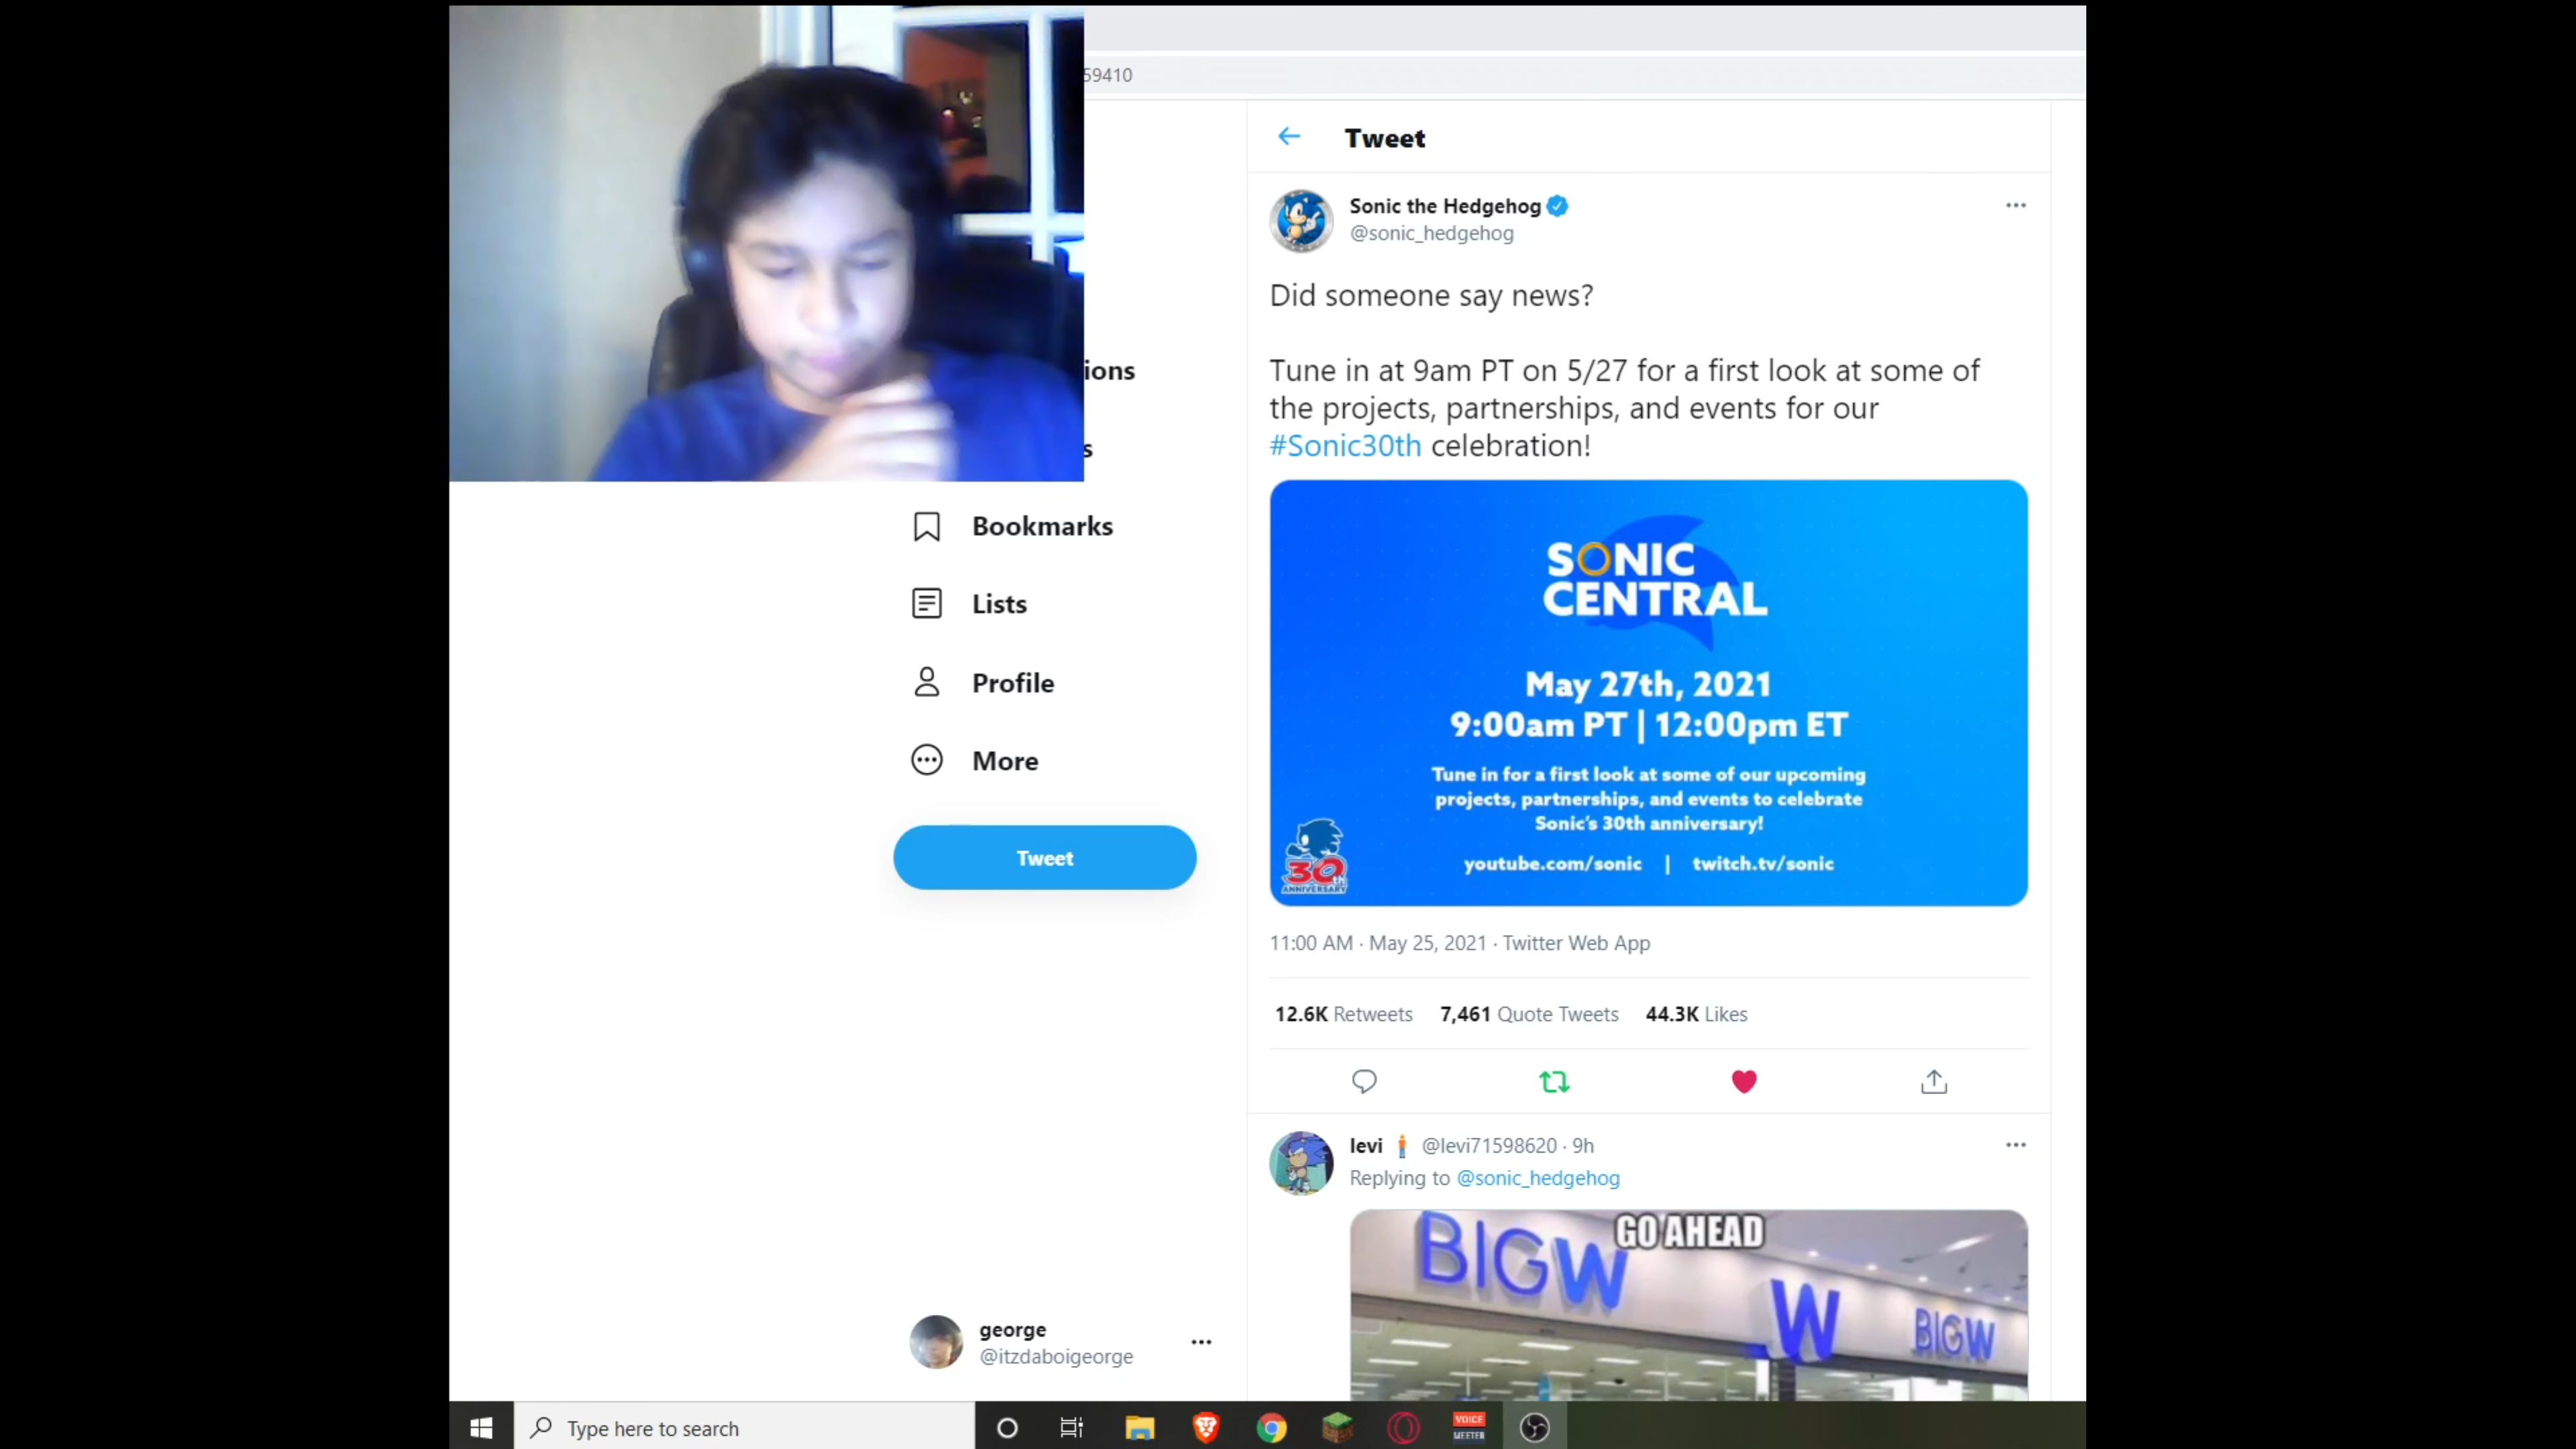 59410
Tweet
Sonic the Hedgehog
@sonic_hedgehog
Did someone say news?
Tune in at 9am PT on 5/27 for a first look at some of
the projects, partnerships, and events for our
#Sonic30th celebration!
ions
s
Bookmarks
Lists
Profile
More
Tweet
SONIC
CENTRAL
May 27th, 2021
9:00am PT | 12:00pm ET
Tune in for a first look at some of our upcoming
projects, partnerships, and events to celebrate
Sonic's 30th anniversary!
youtube.com/sonic | twitch.tv/sonic
30th
ANNIVERSARY
11:00 AM · May 25, 2021 · Twitter Web App
12.6K Retweets 7,461 Quote Tweets 44.3K Likes
levi @levi71598620 · 9h
Replying to @sonic_hedgehog
GO AHEAD
BIGW
W
BIGW
george
@itzdaboigeorge
Type here to search
VOICE
MEETER